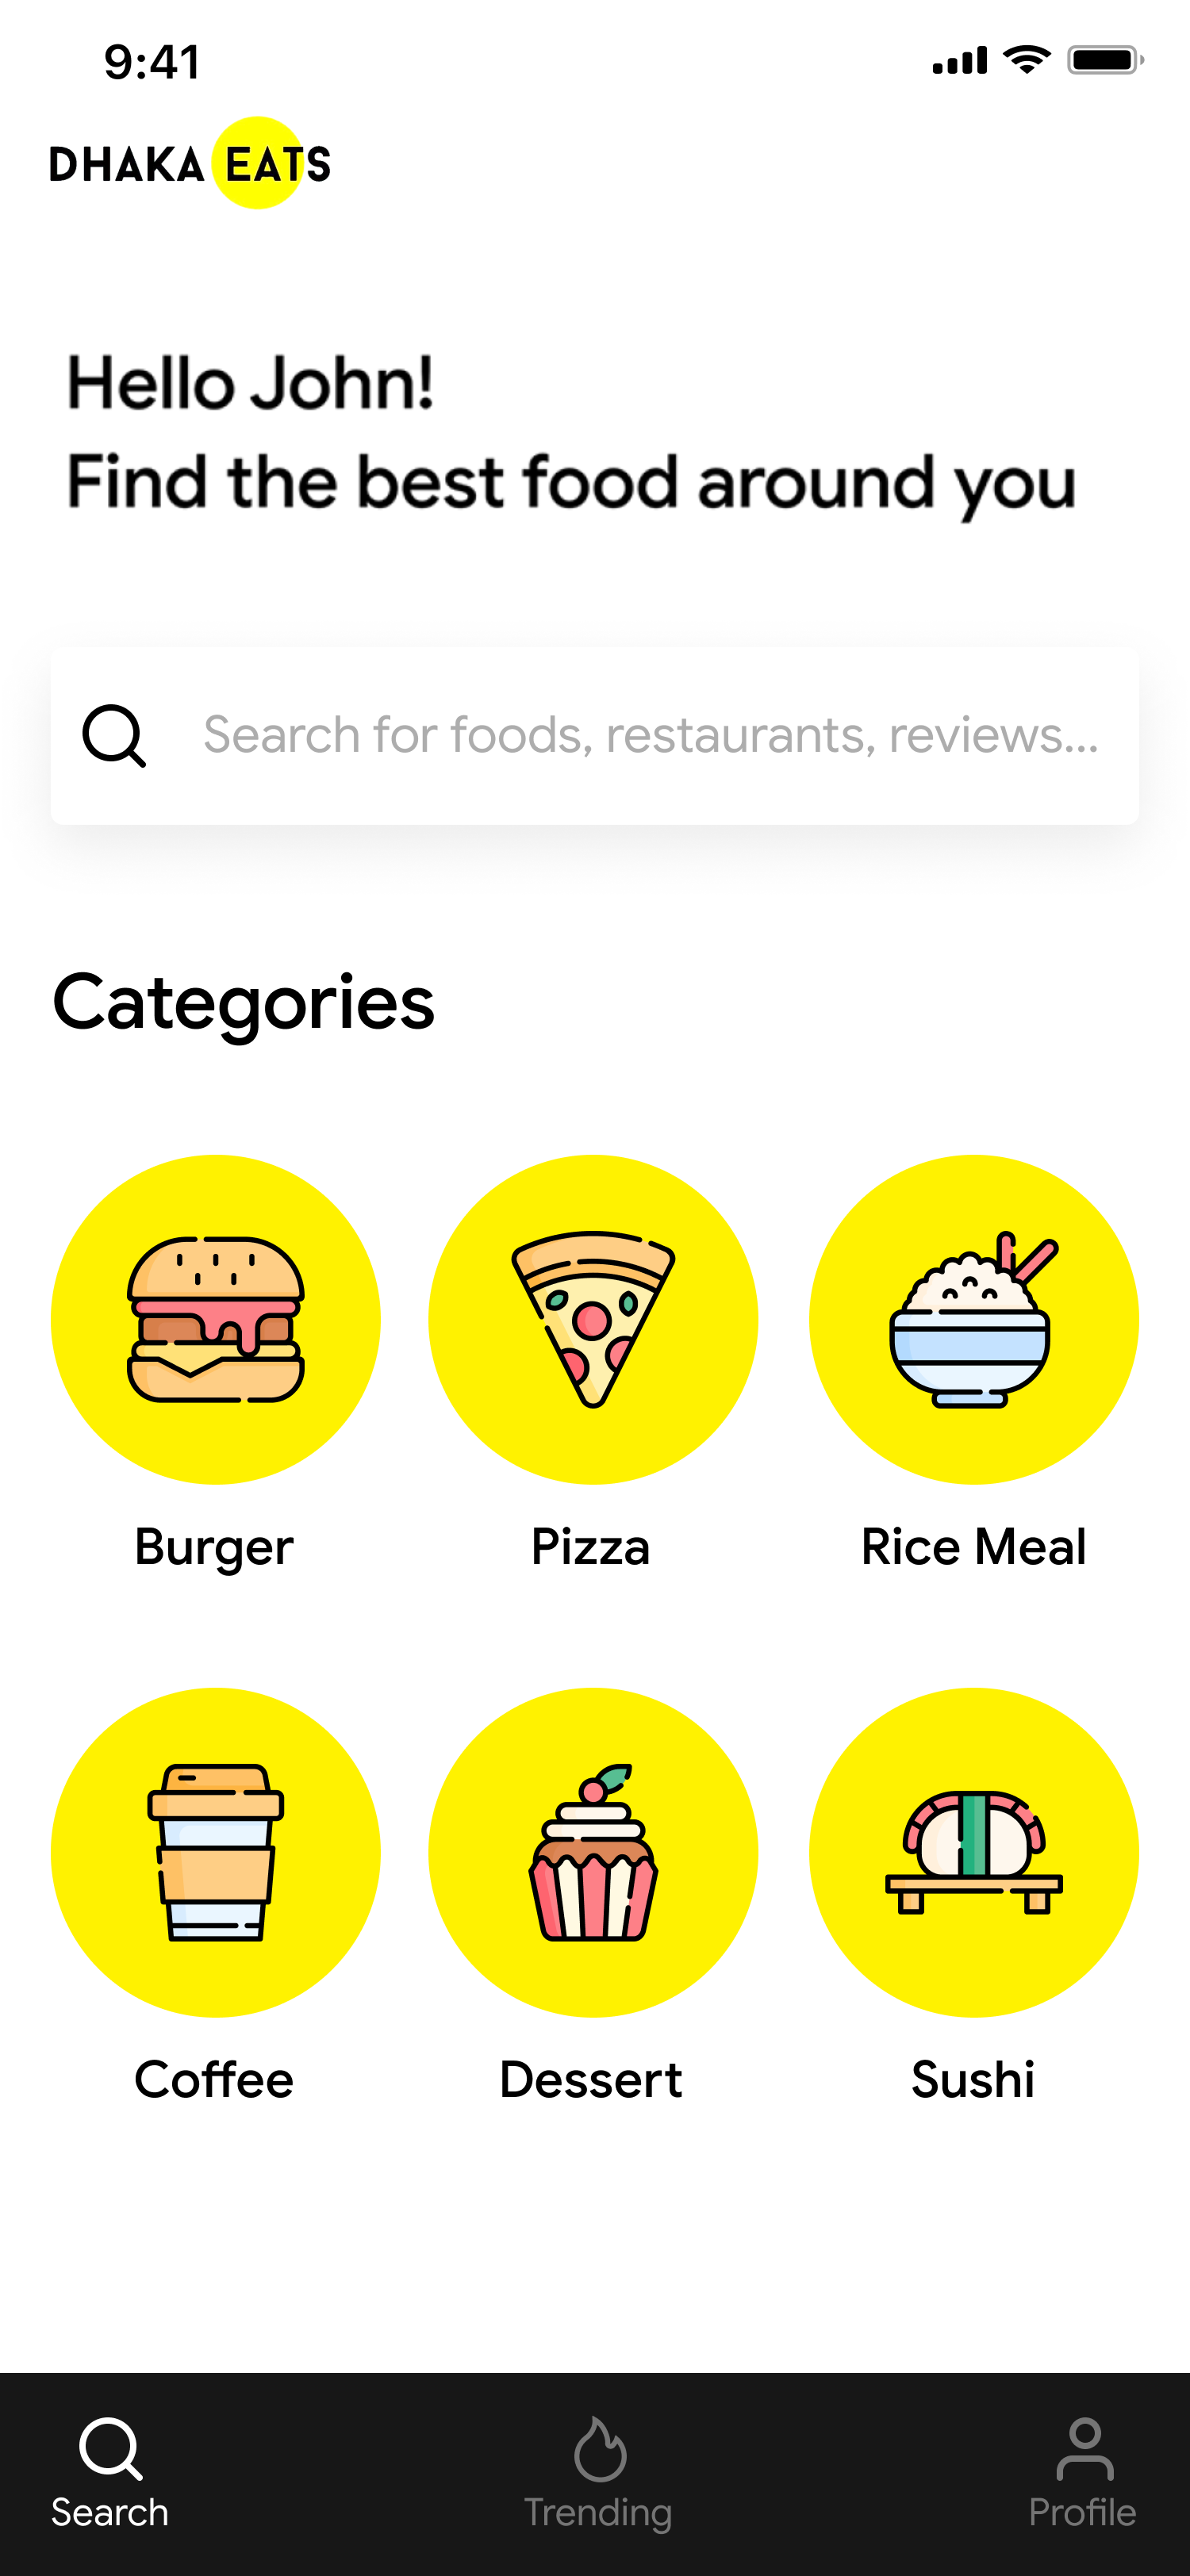 9:41
DHAKA EATS
Hello John!
Find the best food around you
Search for foods, restaurants, reviews...
Categories
Burger Pizza Rice Meal
Coffee Dessert Sushi
Search Trending Profile